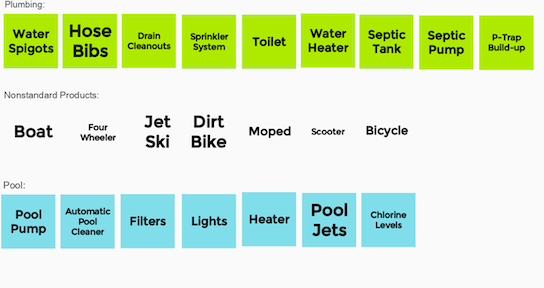 Plumbing:
Water Spigots
Hose Bibs
Drain Cleanouts
Sprinkler System
Toilet
Water Heater
Septic Tank
Septic Pump
P-Trap Build-up
Nonstandard Products:
Boat
Four Wheeler
Jet Ski
Dirt Bike
Moped
Scooter
Bicycle
Pool:
Pool Pump
Automatic Pool Cleaner
Filters
Lights
Heater
Pool Jets
Chlorine Levels